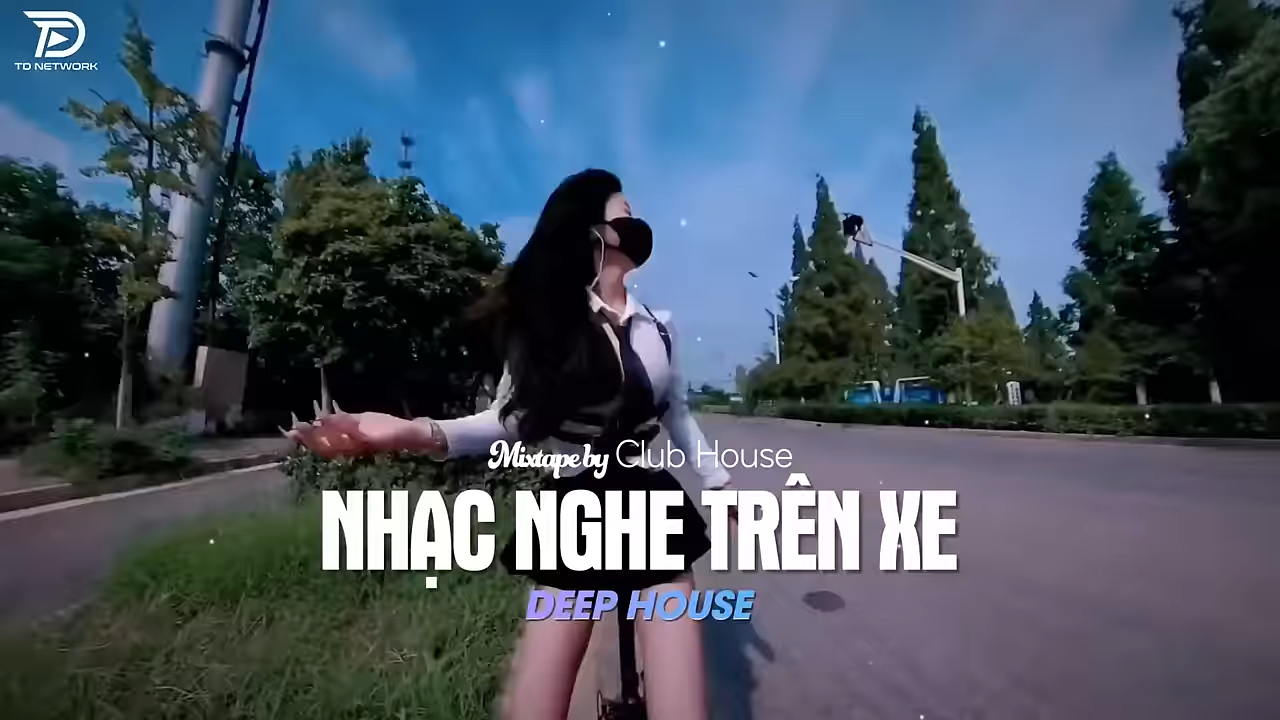 TD NETWORK
Mixtape by Club House
NHẠC NGHE TRÊN XE
DEEP HOUSE